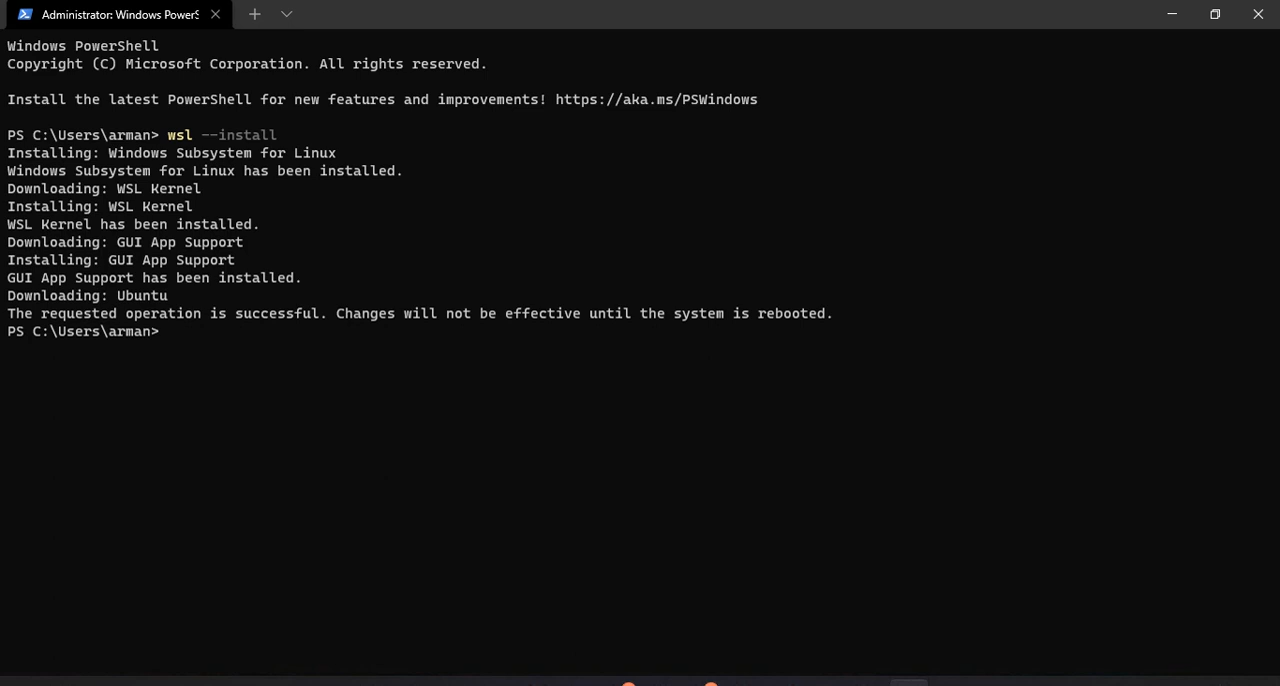 Administrator: Windows PowerS
Windows PowerShell
Copyright (C) Microsoft Corporation. All rights reserved.
Install the latest PowerShell for new features and improvements! https://aka.ms/PSWindows
PS C:\Users\arman> wsl --install
Installing: Windows Subsystem for Linux
Windows Subsystem for Linux has been installed.
Downloading: WSL Kernel
Installing: WSL Kernel
WSL Kernel has been installed.
Downloading: GUI App Support
Installing: GUI App Support
GUI App Support has been installed.
Downloading: Ubuntu
The requested operation is successful. Changes will not be effective until the system is rebooted.
PS C:\Users\arman>